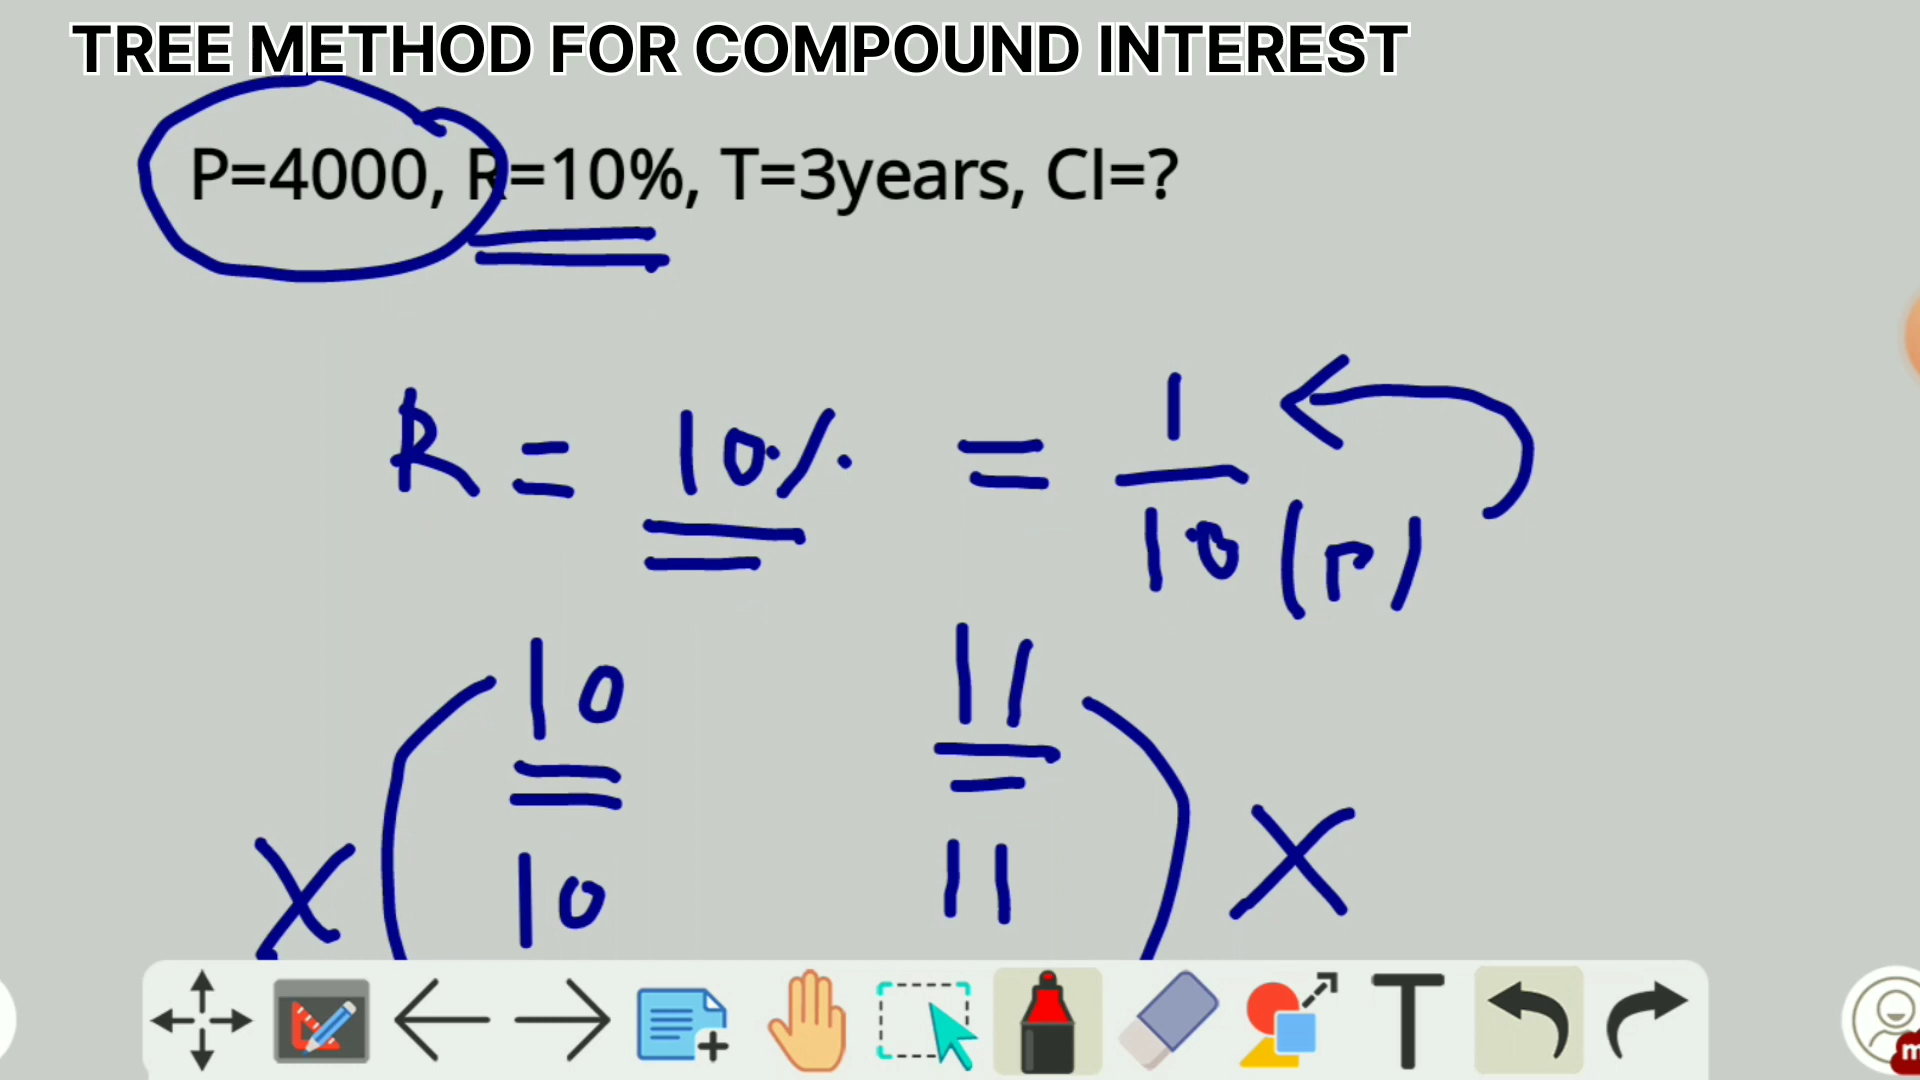 TREE METHOD FOR COMPOUND INTEREST
P=4000, R=10%, T=3years, CI=?
R = 10% = 1/10 (P)
10 11
X ( 10 11 ) X
T
m